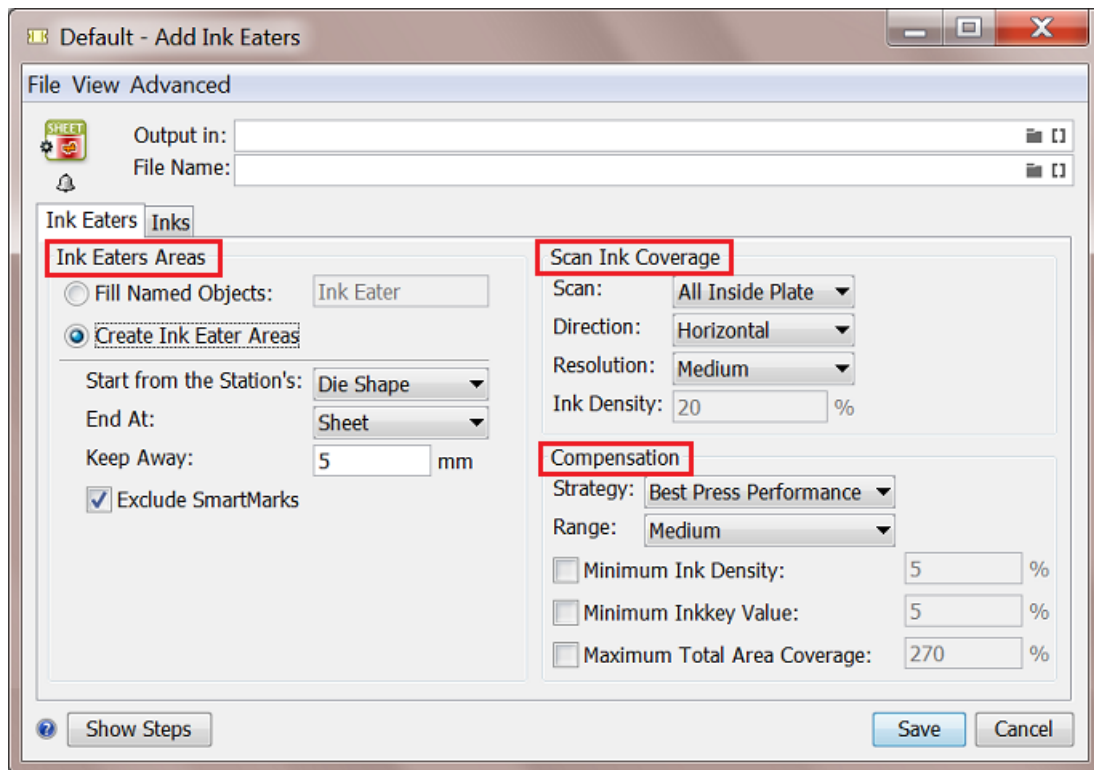 Default - Add Ink Eaters
File View Advanced
SHEET
Output in:
File Name:
Ink Eaters Inks
Ink Eaters Areas
Fill Named Objects: Ink Eater
Create Ink Eater Areas
Start from the Station's: Die Shape
End At: Sheet
Keep Away: 5 mm
Exclude SmartMarks
Scan Ink Coverage
Scan: All Inside Plate
Direction: Horizontal
Resolution: Medium
Ink Density: 20 %
Compensation
Strategy: Best Press Performance
Range: Medium
Minimum Ink Density: 5 %
Minimum Inkkey Value: 5 %
Maximum Total Area Coverage: 270 %
? Show Steps Save Cancel